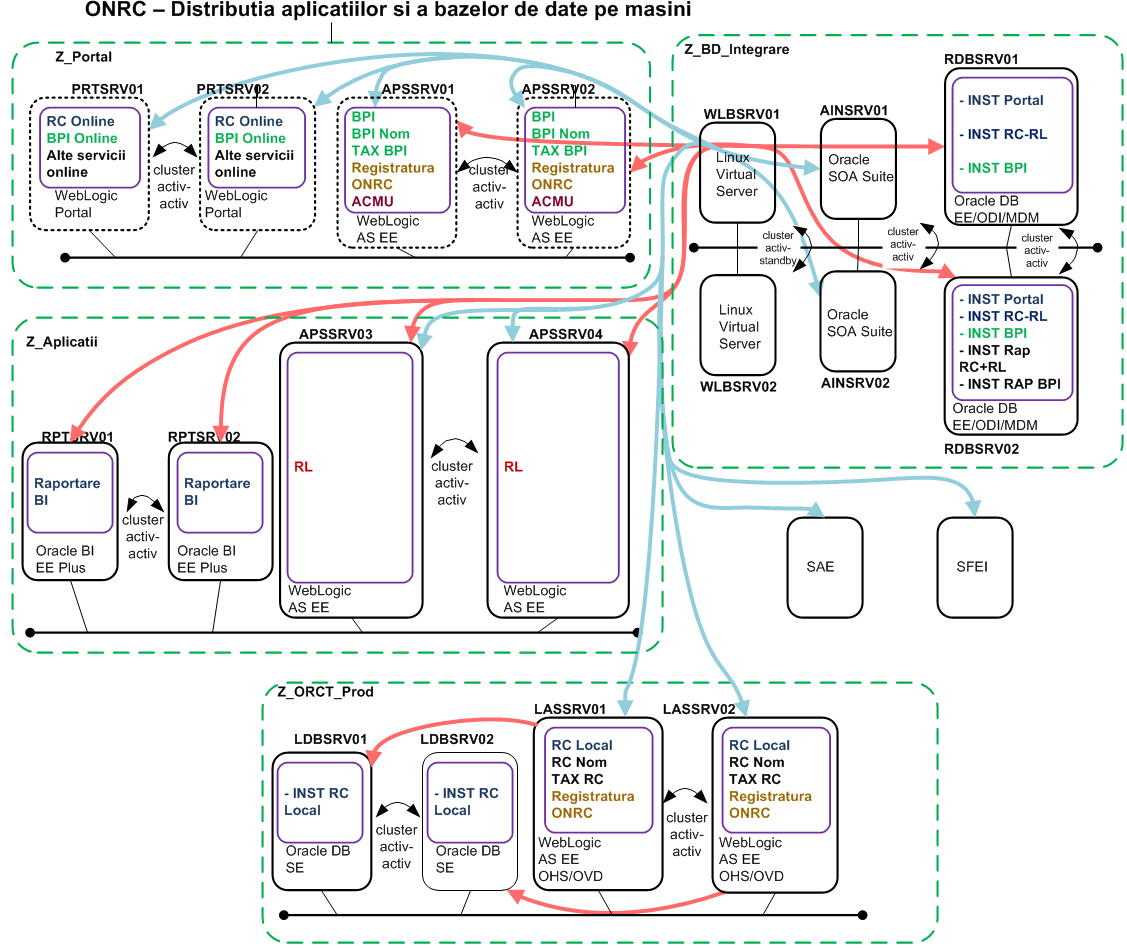 ONRC – Distributia aplicatiilor si a bazelor de date pe masini
Z_Portal
PRTSRV01
RC Online
BPI Online
Alte servicii
online
WebLogic
Portal
cluster
activ-
activ
PRTSRV02
RC Online
BPI Online
Alte servicii
online
WebLogic
Portal
APSSRV01
BPI
BPI Nom
TAX BPI
Registratura
ONRC
ACMU
WebLogic
AS EE
cluster
activ-
activ
APSSRV02
BPI
BPI Nom
TAX BPI
Registratura
ONRC
ACMU
WebLogic
AS EE
Z_BD_Integrare
WLBSRV01
Linux
Virtual
Server
AINSRV01
Oracle
SOA Suite
RDBSRV01
- INST Portal
- INST RC-RL
- INST BPI
Oracle DB
EE/ODI/MDM
cluster
activ-
standby
cluster
activ-
activ
cluster
activ-
activ
Linux
Virtual
Server
WLBSRV02
Oracle
SOA Suite
AINSRV02
- INST Portal
- INST RC-RL
- INST BPI
- INST Rap
RC+RL
- INST RAP BPI
Oracle DB
EE/ODI/MDM
RDBSRV02
Z_Aplicatii
RPTSRV01
Raportare
BI
Oracle BI
EE Plus
cluster
activ-
activ
RPTSRV02
Raportare
BI
Oracle BI
EE Plus
APSSRV03
RL
WebLogic
AS EE
cluster
activ-
activ
APSSRV04
RL
WebLogic
AS EE
SAE
SFEI
Z_ORCT_Prod
LDBSRV01
- INST RC
Local
Oracle DB
SE
cluster
activ-
activ
LDBSRV02
- INST RC
Local
Oracle DB
SE
LASSRV01
RC Local
RC Nom
TAX RC
Registratura
ONRC
WebLogic
AS EE
OHS/OVD
cluster
activ-
activ
LASSRV02
RC Local
RC Nom
TAX RC
Registratura
ONRC
WebLogic
AS EE
OHS/OVD